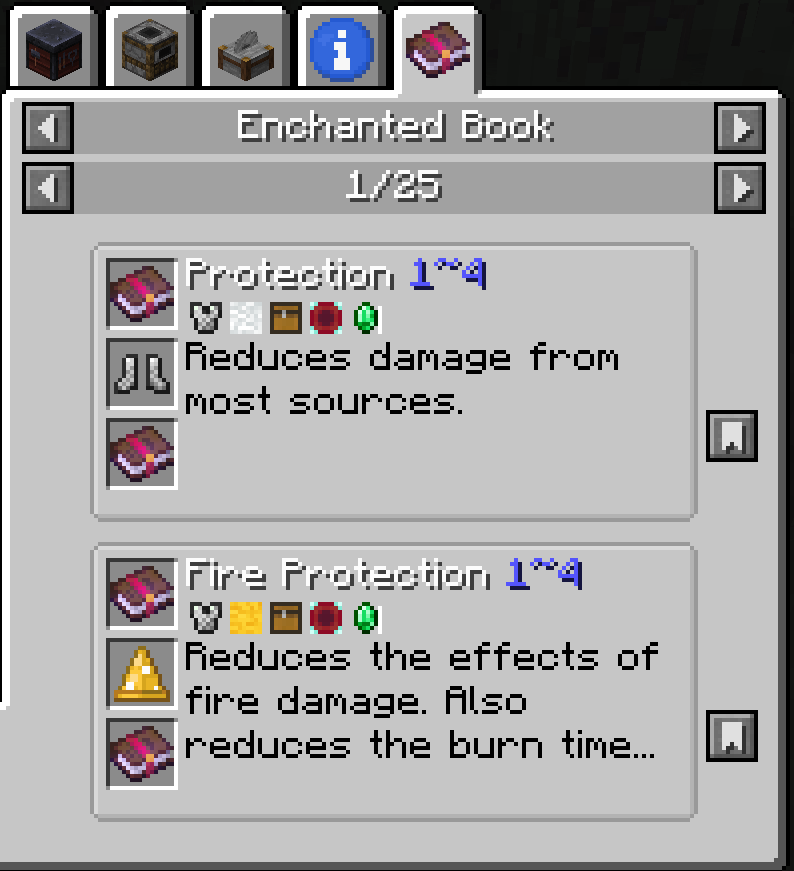 Enchanted Book
1/25
Protection 1~4
Reduces damage from
most sources.
Fire Protection 1~4
Reduces the effects of
fire damage. Also
reduces the burn time...